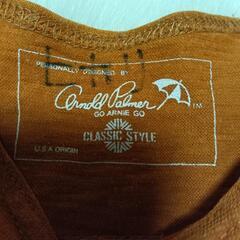 PERSONALLY DESIGNED BY
Arnold Palmer TM
GO ARNIE GO
CLASSIC STYLE
U.S.A ORIGIN